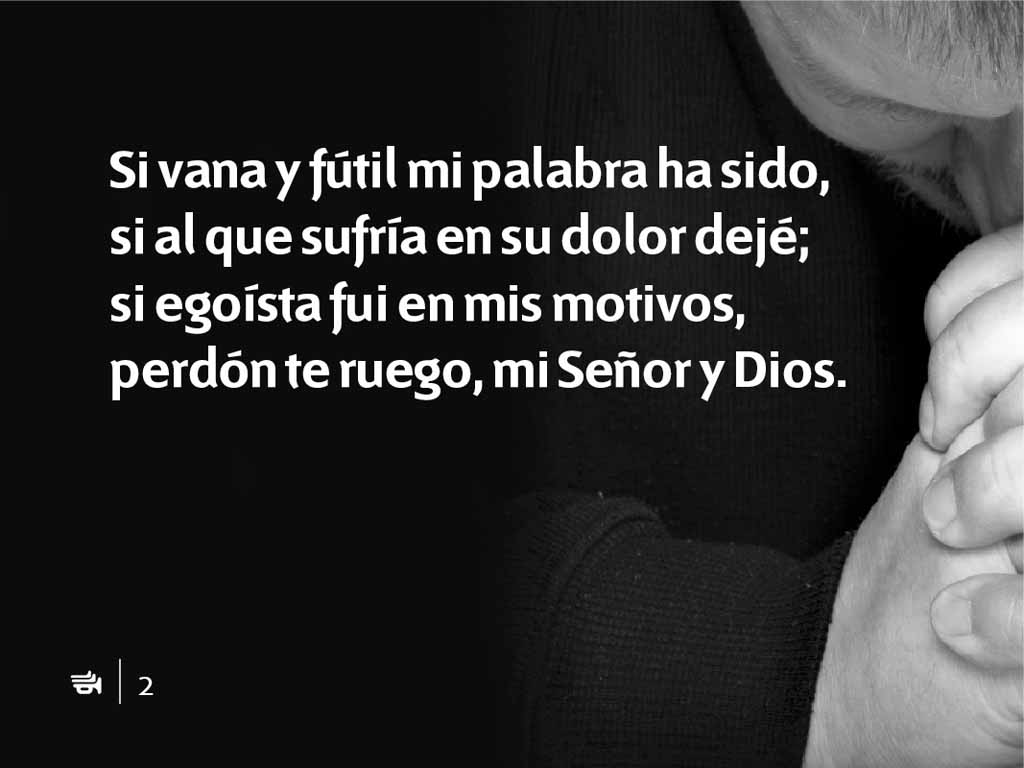 Si vana y fútil mi palabra ha sido,
si al que sufría en su dolor dejé;
si egoísta fui en mis motivos,
perdón te ruego, mi Señor y Dios.
2